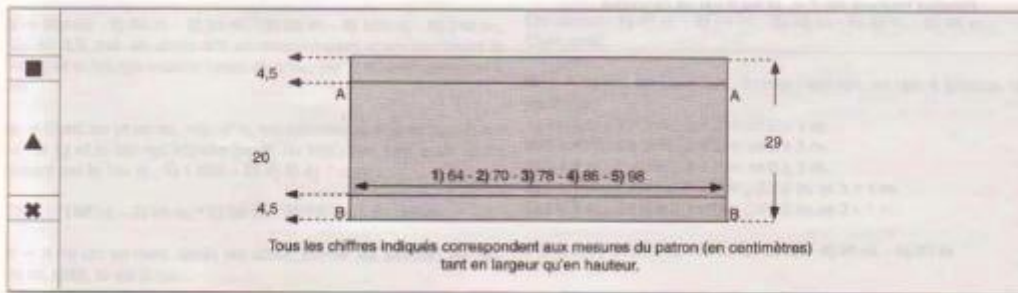 4,5
A A
20
29
1) 64 - 2) 70 - 3) 78 - 4) 86 - 5) 98
4,5
B B
Tous les chiffres indiqués correspondent aux mesures du patron (en centimètres)
tant en largeur qu'en hauteur.